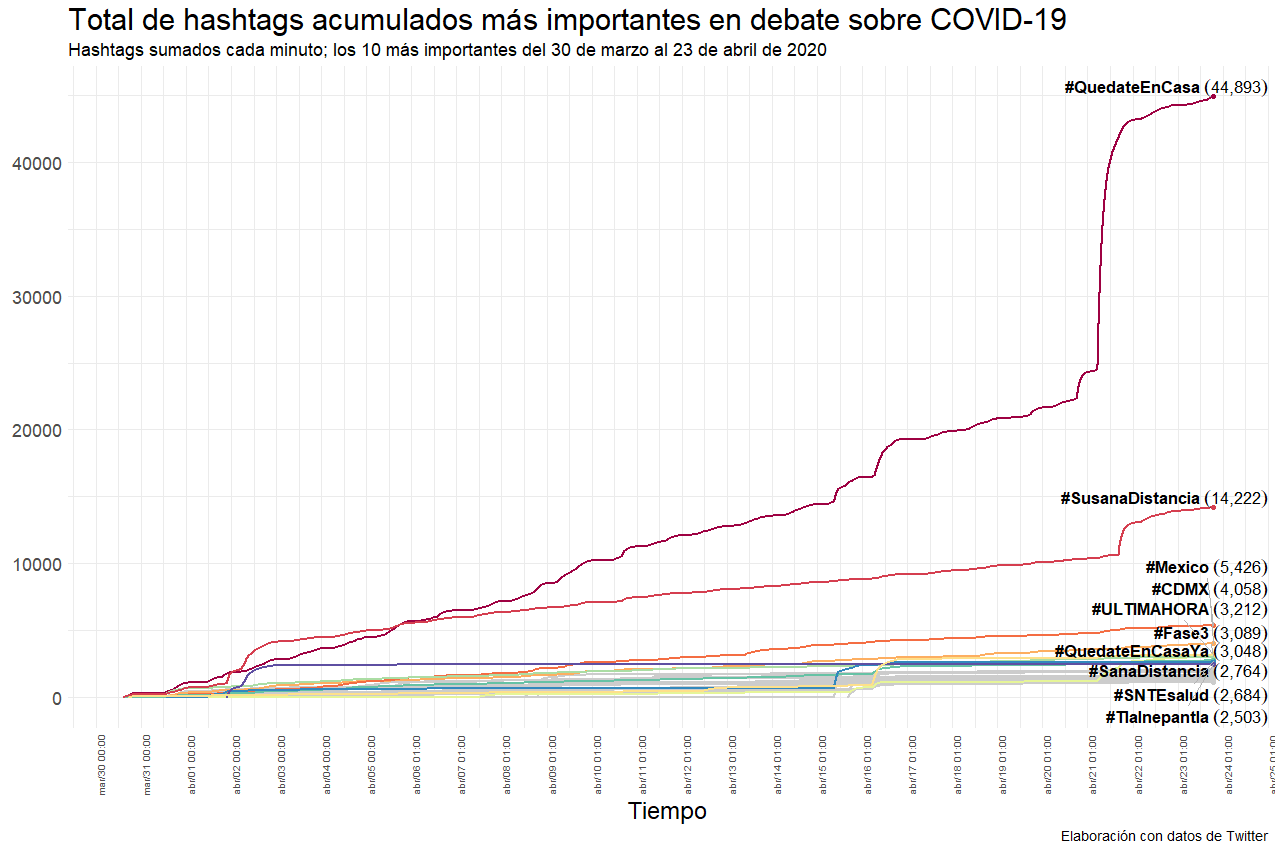 Total de hashtags acumulados más importantes en debate sobre COVID-19
Hashtags sumados cada minuto; los 10 más importantes del 30 de marzo al 23 de abril de 2020
#QuedateEnCasa (44,893)
40000
30000
20000
#SusanaDistancia (14,222)
10000
#Mexico (5,426)
#CDMX (4,058)
#ULTIMAHORA (3,212)
#Fase3 (3,089)
#QuedateEnCasaYa (3,048)
#SanaDistancia (2,764)
0
#SNTEsalud (2,684)
#Tlalnepantla (2,503)
mar/30 00:00
mar/31 00:00
abr/01 00:00
abr/02 00:00
abr/03 00:00
abr/04 00:00
abr/05 00:00
abr/06 01:00
abr/07 01:00
abr/08 01:00
abr/09 01:00
abr/10 01:00
abr/11 01:00
abr/12 01:00
abr/13 01:00
abr/14 01:00
abr/15 01:00
abr/16 01:00
abr/17 01:00
abr/18 01:00
abr/19 01:00
abr/20 01:00
abr/21 01:00
abr/22 01:00
abr/23 01:00
abr/24 01:00
abr/25 01:00
Tiempo
Elaboración con datos de Twitter